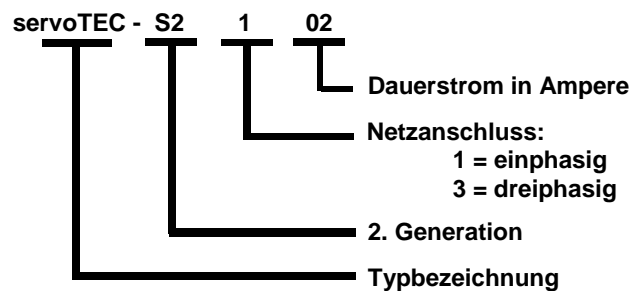 servoTEC - S2 1 02
Dauerstrom in Ampere
Netzanschluss:
1 = einphasig
3 = dreiphasig
2. Generation
Typbezeichnung